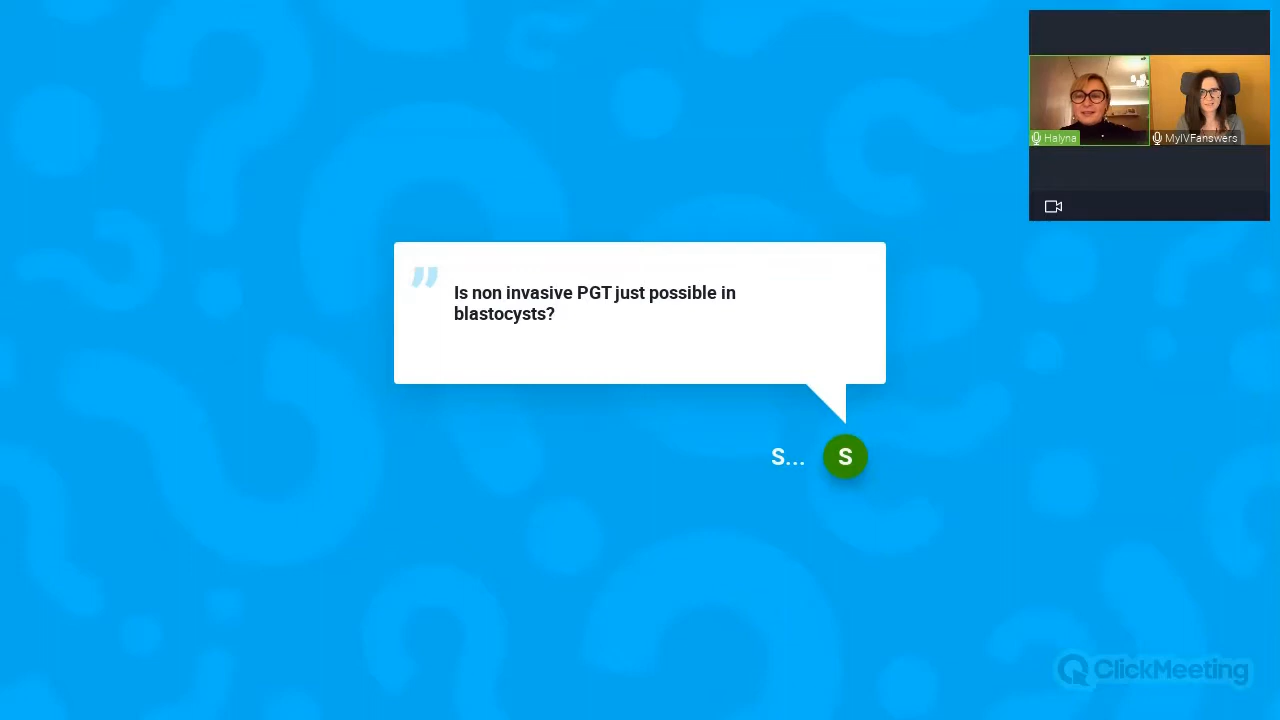 Halyna
MyIVFanswers
Is non invasive PGT just possible in
blastocysts?
S...
S
ClickMeeting